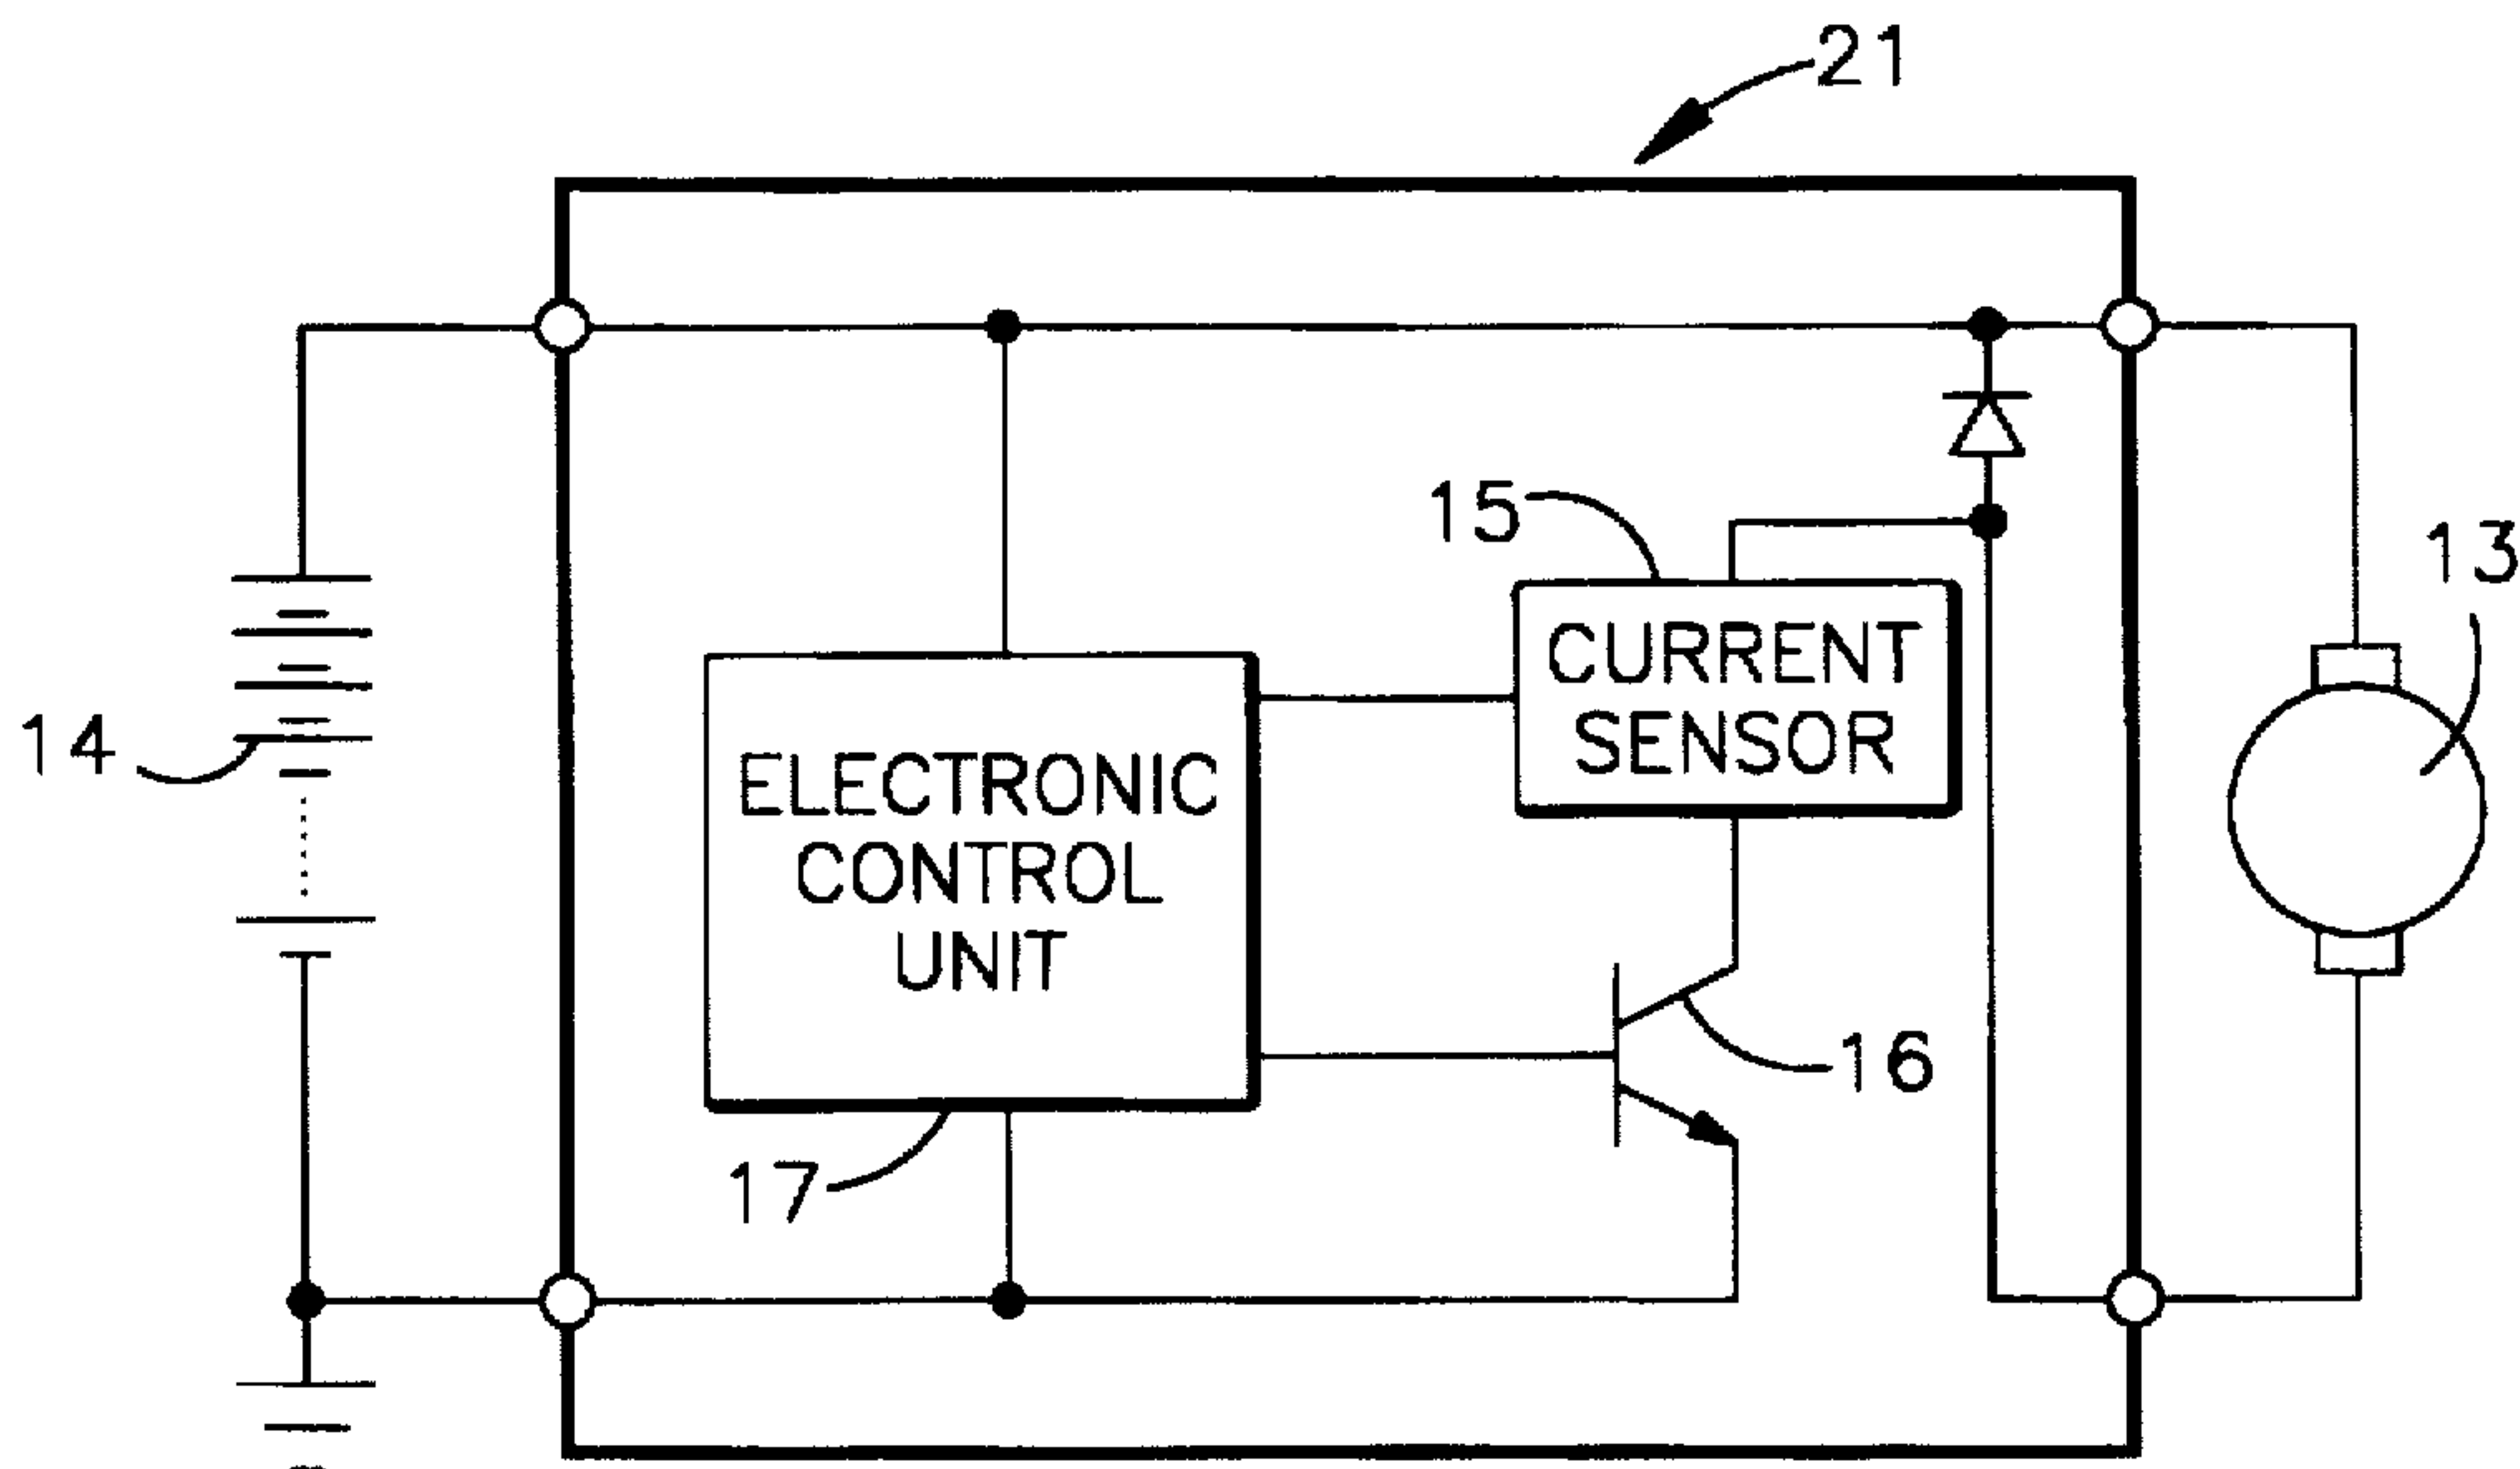 21
15
13
CURRENT
SENSOR
14
ELECTRONIC
CONTROL
UNIT
16
17